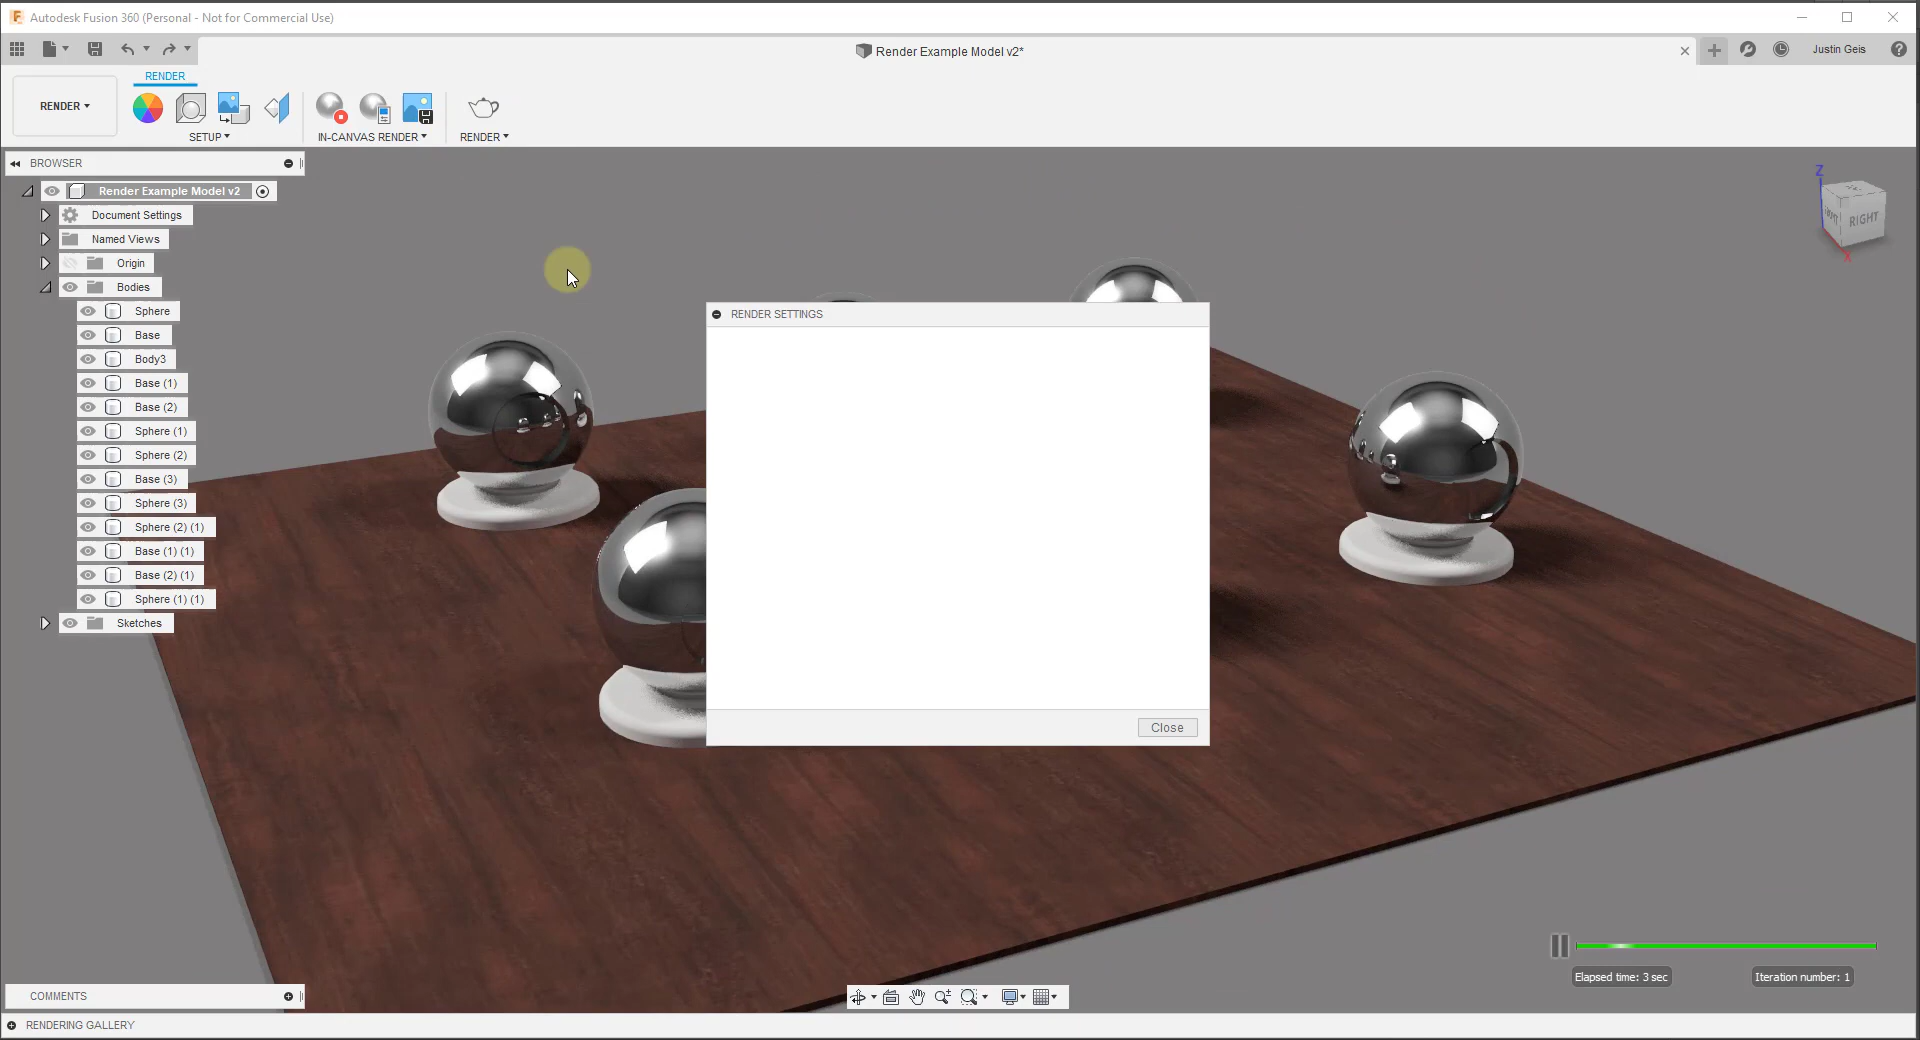 Autodesk Fusion 360 (Personal - Not for Commercial Use)
Render Example Model v2*
Justin Geis
RENDER
RENDER
SETUP
IN-CANVAS RENDER
RENDER
BROWSER
Render Example Model v2
Document Settings
Named Views
Origin
Bodies
Sphere
Base
Body3
Base (1)
Base (2)
Sphere (1)
Sphere (2)
Base (3)
Sphere (3)
Sphere (2) (1)
Base (1) (1)
Base (2) (1)
Sphere (1) (1)
Sketches
Z
RIGHT
X
RENDER SETTINGS
Close
Elapsed time: 3 sec
Iteration number: 1
COMMENTS
RENDERING GALLERY